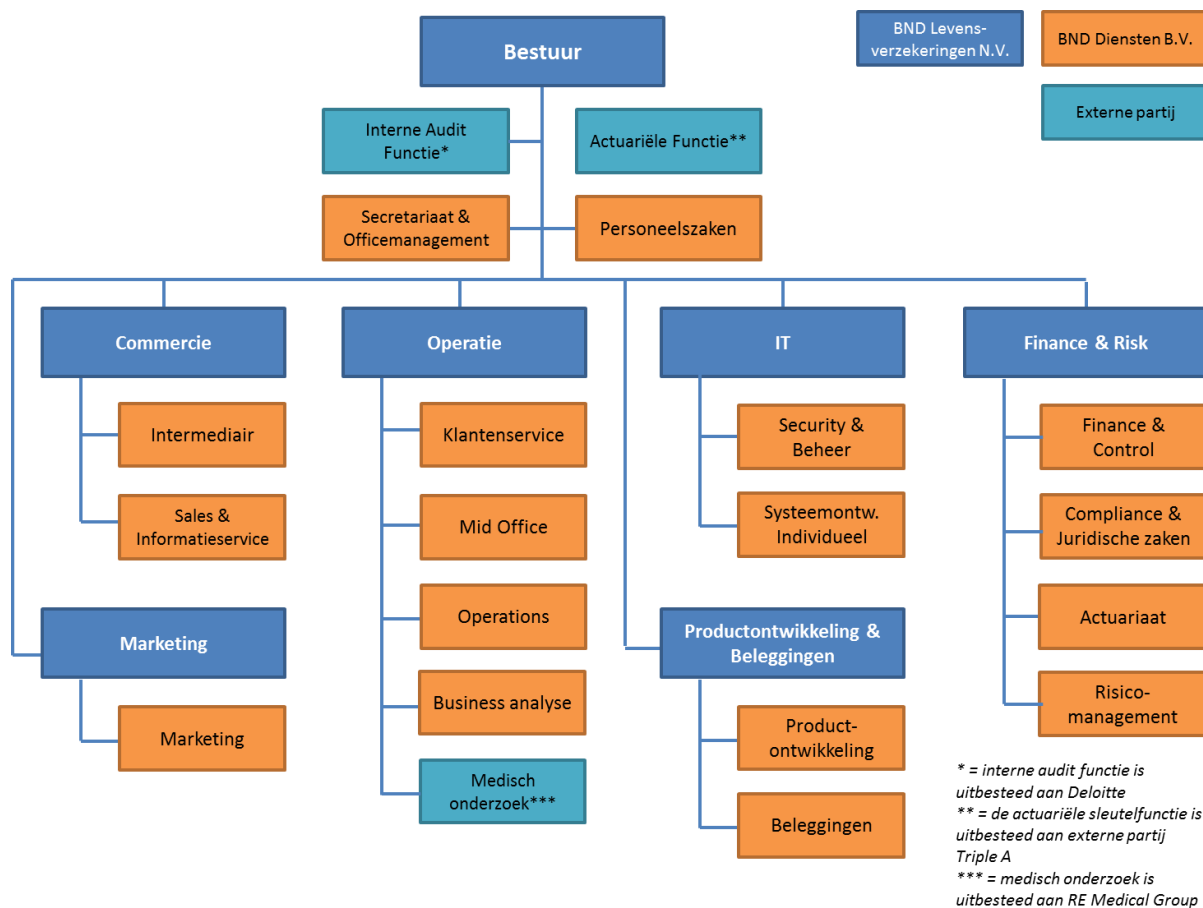 Bestuur
BND Levens-
verzekeringen N.V.
BND Diensten B.V.
Externe partij
Interne Audit
Functie*
Actuariële Functie**
Secretariaat &
Officemanagement
Personeelszaken
Commercie
Operatie
IT
Finance & Risk
Intermediair
Sales &
Informatieservice
Marketing
Marketing
Klantenservice
Mid Office
Operations
Business analyse
Medisch
onderzoek***
Security &
Beheer
Systeemontw.
Individueel
Productontwikkeling &
Beleggingen
Product-
ontwikkeling
Beleggingen
Finance &
Control
Compliance &
Juridische zaken
Actuariaat
Risico-
management
* = interne audit functie is
uitbesteed aan Deloitte
** = de actuariële sleutelfunctie is
uitbesteed aan externe partij
Triple A
*** = medisch onderzoek is
uitbesteed aan RE Medical Group